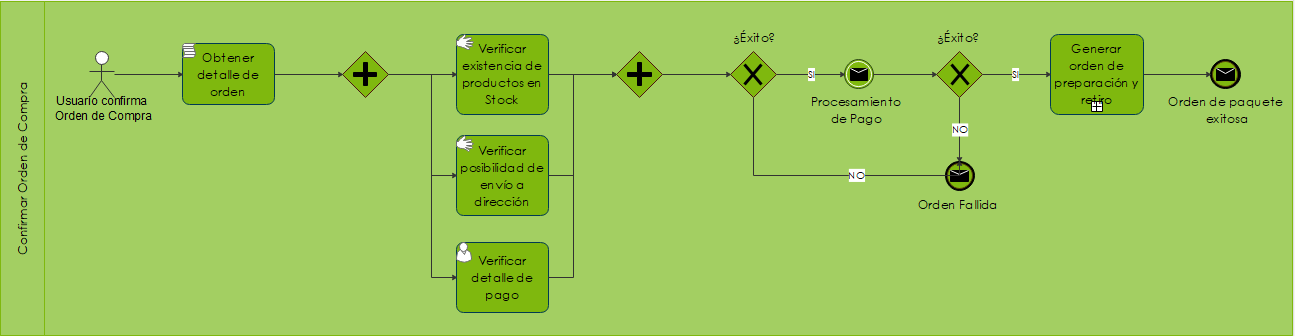 Confirmar Orden de Compra
Usuario confirma
Orden de Compra
Obtener
detalle de
orden
Verificar
existencia de
productos en
Stock
Verificar
posibilidad de
envío a
dirección
Verificar
detalle de
pago
¿Éxito?
SI
NO
Procesamiento
de Pago
¿Éxito?
SI
NO
Orden Fallida
Generar
orden de
preparación y
retiro
Orden de paquete
exitosa